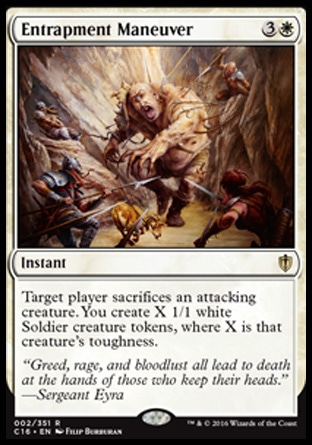 Entrapment Maneuver 3
Instant
Target player sacrifices an attacking
creature. You create X 1/1 white
Soldier creature tokens, where X is that
creature's toughness.
"Greed, rage, and bloodlust all lead to death
at the hands of those who keep their heads."
—Sergeant Eyra
002/351 R
C16 • EN Filip Burburan
™ & © 2016 Wizards of the Coast